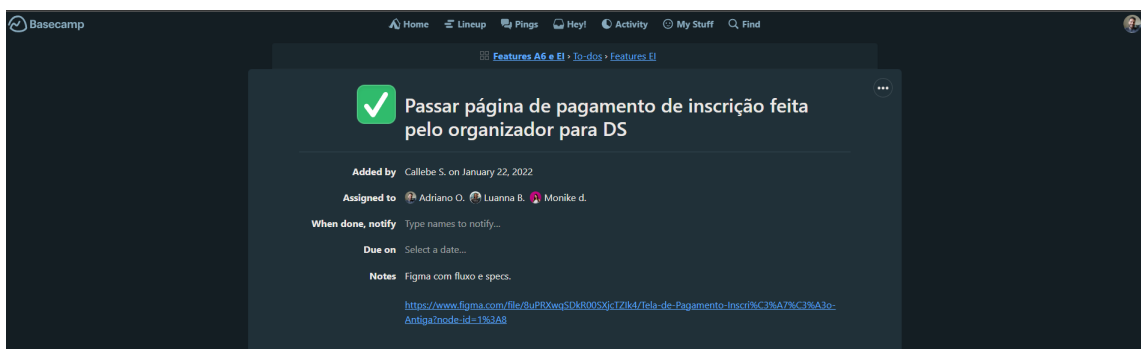 Basecamp
Home Lineup Pings Hey! Activity My Stuff Find
Features A6 e EI › To-dos › Features EI
Passar página de pagamento de inscrição feita
pelo organizador para DS
Added by Callebe S. on January 22, 2022
Assigned to Adriano O. Luanna B. Monike d.
When done, notify Type names to notify...
Due on Select a date...
Notes Figma com fluxo e specs.
https://www.figma.com/file/8uPRXwqSDkR00SXjcTZIk4/Tela-de-Pagamento-Inscri%C3%A7%C3%A3o-
Antiga?node-id=1%3A8